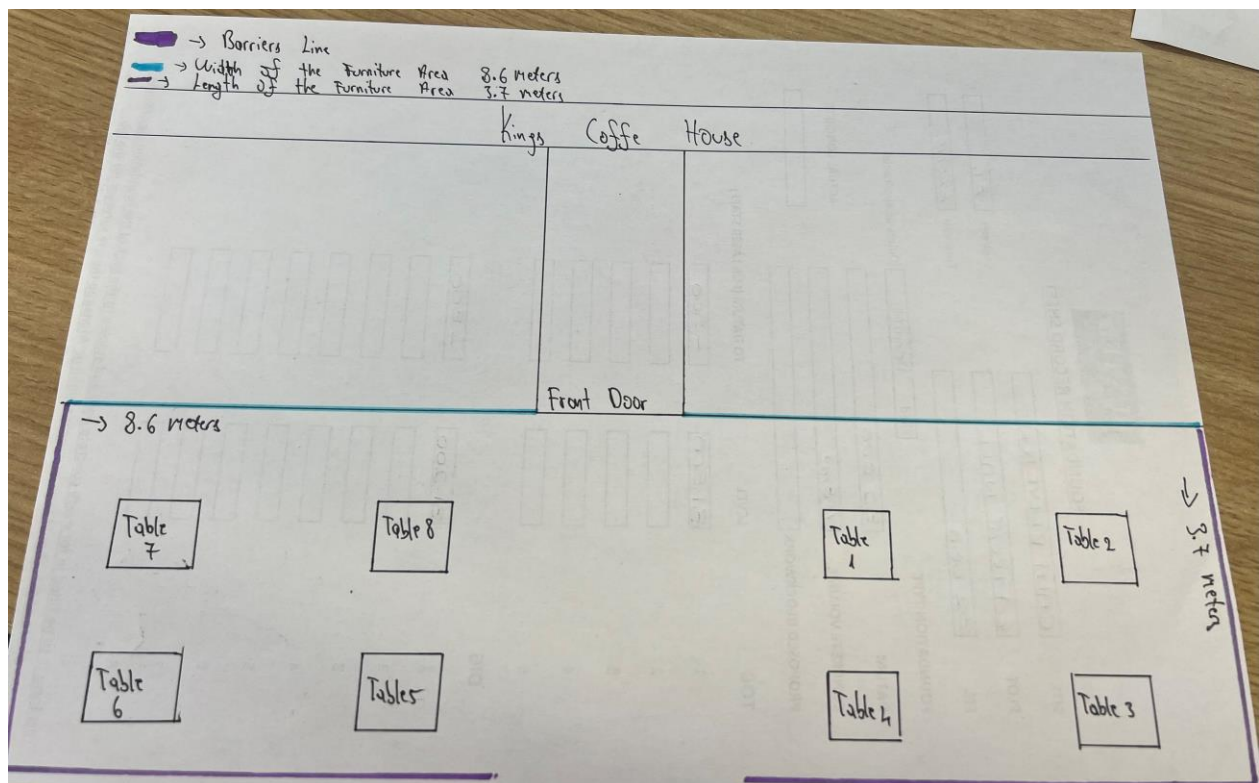 → Barriers Line
→ Width of the Furniture Area 8.6 meters
→ Length of the Furniture Area 3.7 meters
Kings Coffe House
Front Door
→ 8.6 meters
→ 3.7 meters
Table 7
Table 8
Table 1
Table 2
Table 6
Table 5
Table 4
Table 3